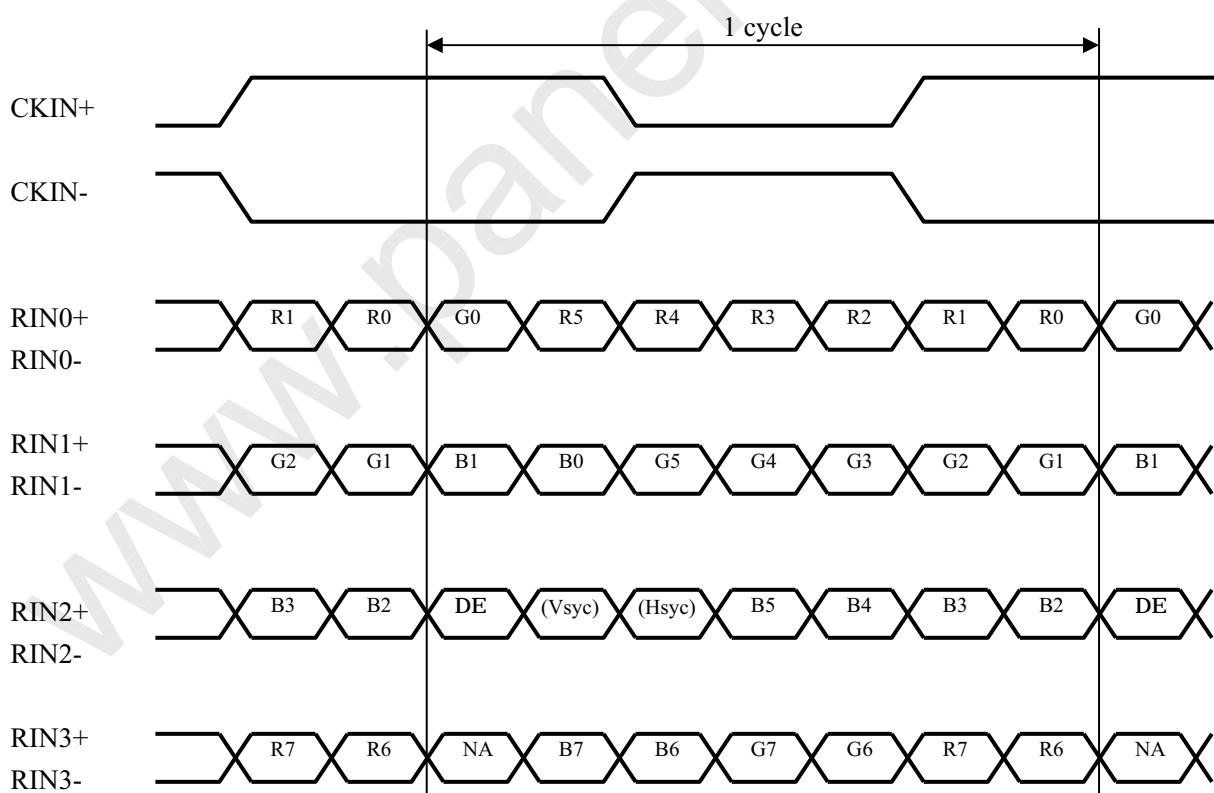 1 cycle
CKIN+
CKIN-
RIN0+ R1 R0 G0 R5 R4 R3 R2 R1 R0 G0
RIN0-
RIN1+ G2 G1 B1 B0 G5 G4 G3 G2 G1 B1
RIN1-
RIN2+ B3 B2 DE (Vsyc) (Hsyc) B5 B4 B3 B2 DE
RIN2-
RIN3+ R7 R6 NA B7 B6 G7 G6 R7 R6 NA
RIN3-
www.pane